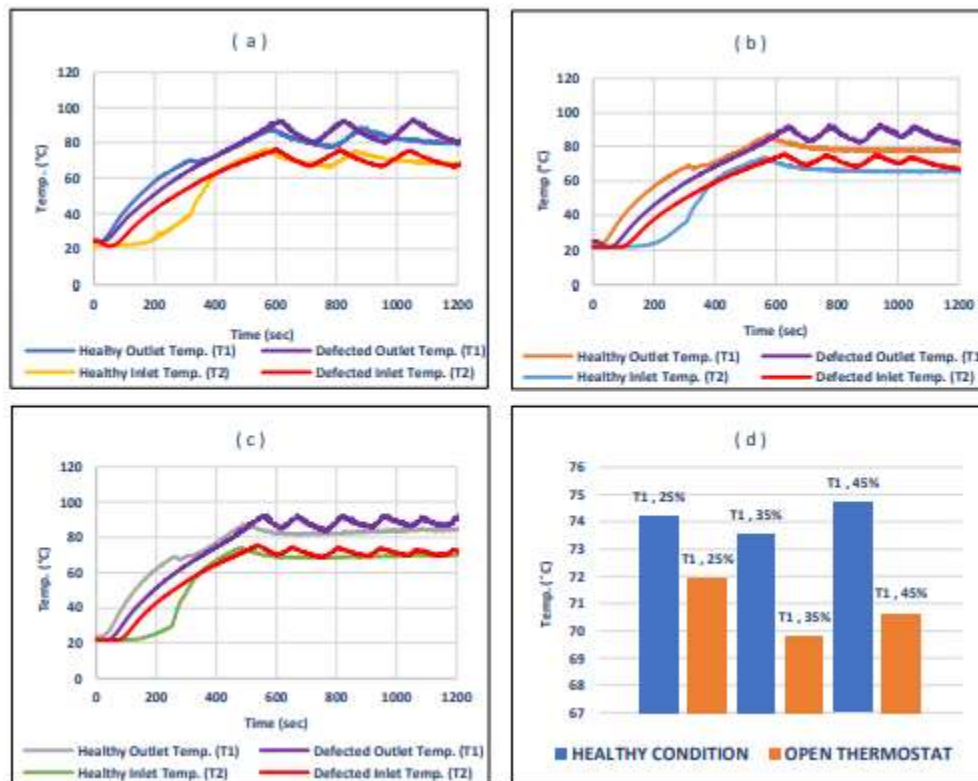 ( a )
120
100
80
60
40
20
0
Temp. (°C)
0 200 400 600 800 1000 1200
Time (sec)
Healthy Outlet Temp. (T1) Defected Outlet Temp. (T1)
Healthy Inlet Temp. (T2) Defected Inlet Temp. (T2)
( b )
120
100
80
60
40
20
0
Temp (°C)
0 200 400 600 800 1000 1200
Time (sec)
Healthy Outlet Temp. (T1) Defected Outlet Temp. (T1
Healthy Inlet Temp. (T2) Defected Inlet Temp. (T2)
( c )
120
100
80
60
40
20
0
Temp. (°C)
0 200 400 600 800 1000 1200
Time (sec)
Healthy Outlet Temp. (T1) Defected Outlet Temp. (T1)
Healthy Inlet Temp. (T2) Defected Inlet Temp. (T2)
( d )
76
75
74
73
72
71
70
69
68
67
Temp. (°C)
T1 , 25%
T1 , 25%
T1 , 35%
T1 , 35%
T1 , 45%
T1 , 45%
HEALTHY CONDITION OPEN THERMOSTAT